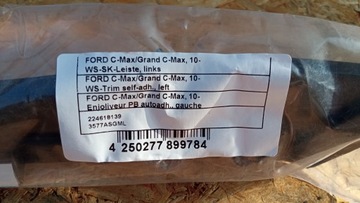 FORD C-Max/Grand C-Max, 10-
WS-SK-Leiste, links
FORD C-Max/Grand C-Max, 10-
WS-Trim self-adh., left
FORD C-Max/Grand C-Max, 10-
Enjoliveur PB autoadh., gauche
224618139
3577ASGML
4 250277 899784